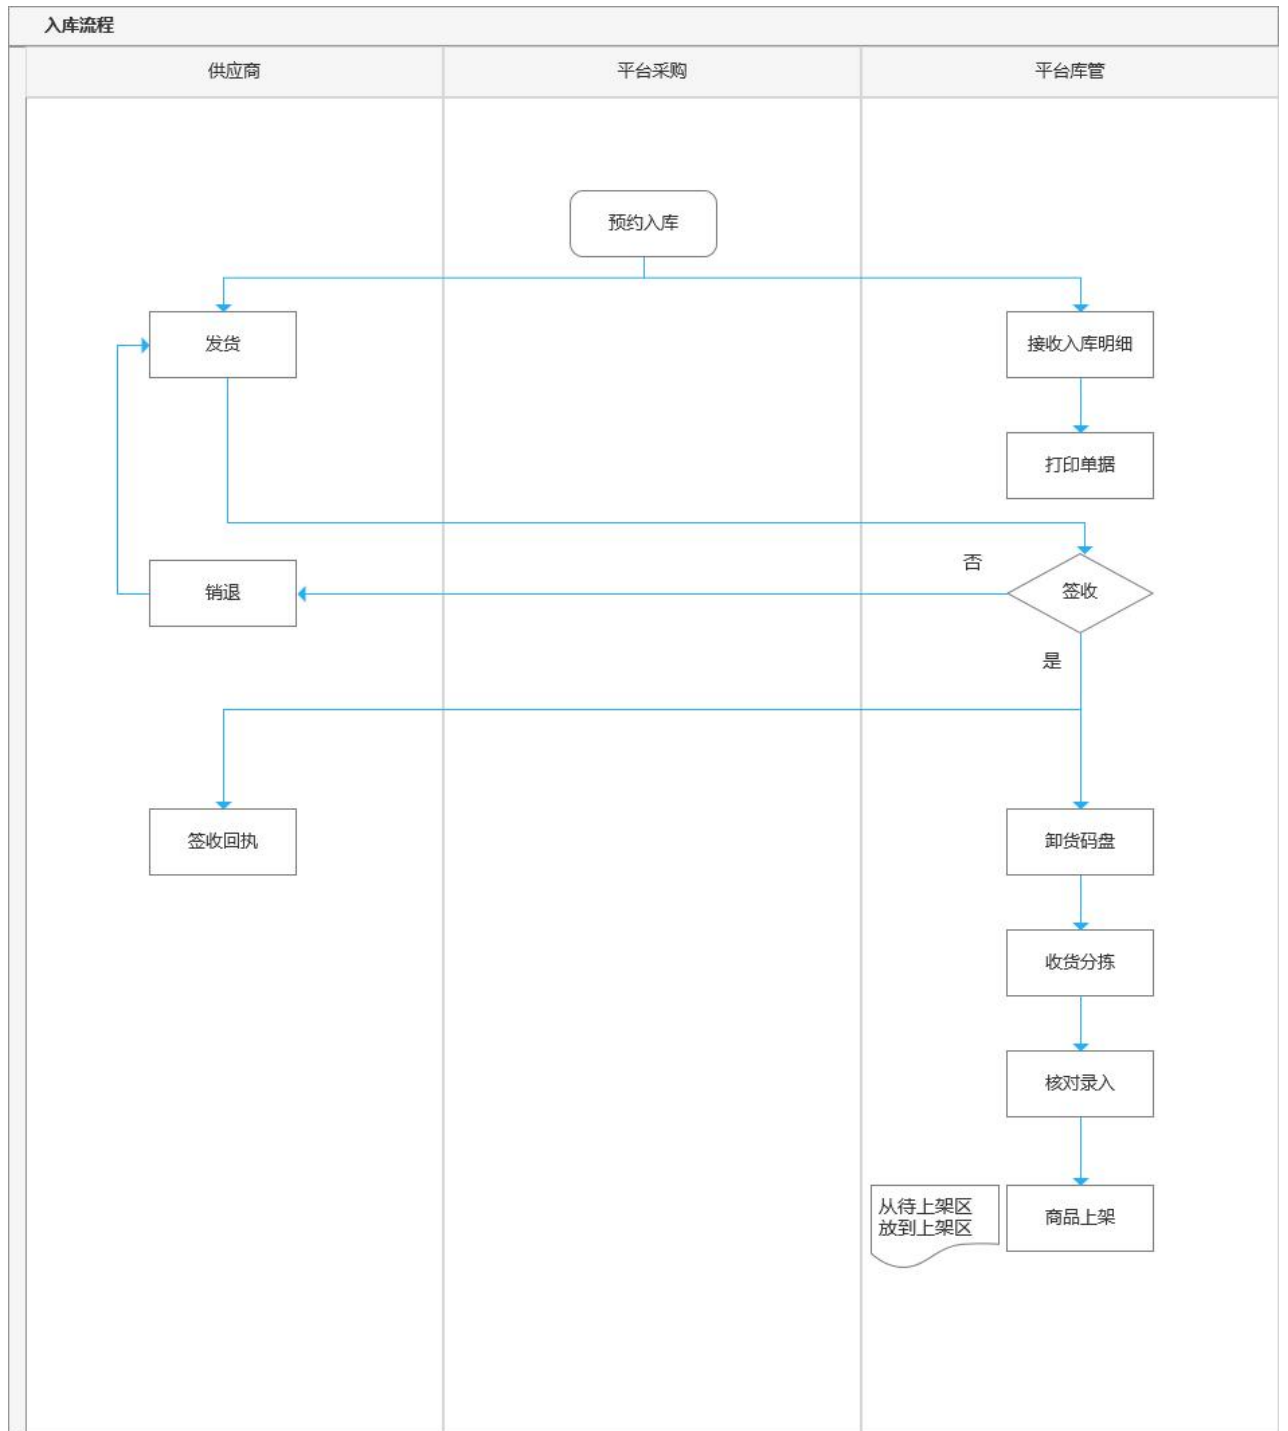 入库流程
供应商
平台采购
平台库管
预约入库
发货
接收入库明细
打印单据
否
销退
签收
是
签收回执
卸货码盘
收货分拣
核对录入
从待上架区
放到上架区
商品上架